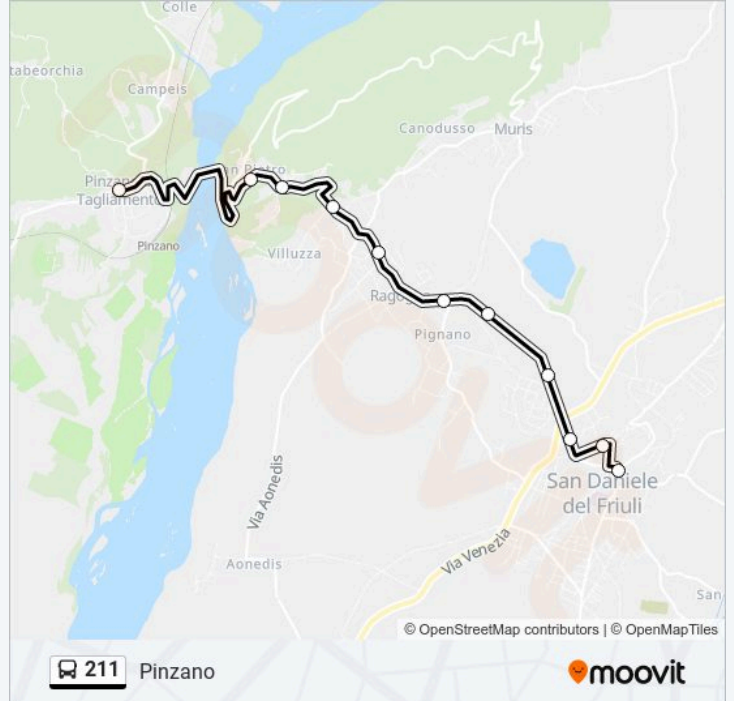 Colle
tabeorchia
Campeis
Canodusso
Muris
San Pietro
Pinzano
Tagliamento
Pinzano
Villuzza
Pignano
Via Aonedis
San Daniele
del Friuli
Via Venezia
Aonedis
San
© OpenStreetMap contributors | © OpenMapTiles
211 Pinzano
moovit